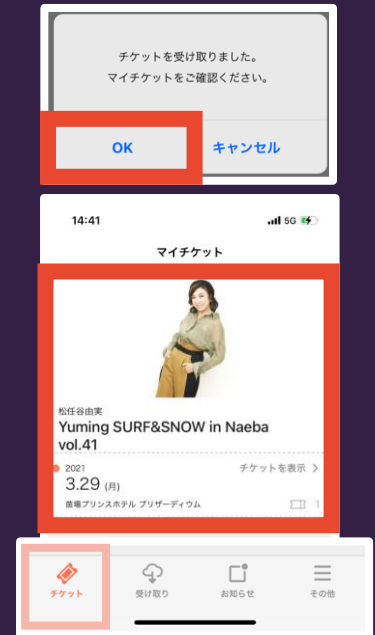 チケットを受け取りました。
マイチケットをご確認ください。
OK キャンセル
14:41 5G
マイチケット
松任谷由実
Yuming SURF&SNOW in Naeba
vol.41
2021
3.29 (月) チケットを表示 >
苗場プリンスホテル ブリザーディウム 1
チケット 受け取り お知らせ その他